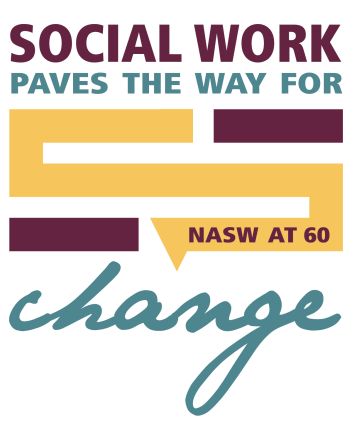 SOCIAL WORK
PAVES THE WAY FOR
NASW AT 60
change